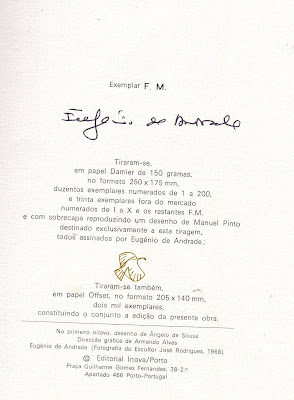 Exemplar F. M.
Eugénio de Andrade
Tiraram-se,
em papel Damier de 150 gramas,
no formato 250 x 175 mm,
duzentos exemplares numerados de 1 a 200,
e trinta exemplares fora do mercado
numerados de I a X e os restantes F.M.
e com sobrecapa reproduzindo um desenho de Manuel Pinto
destinado exclusivamente a esta tiragem,
todos assinados por Eugénio de Andrade;
Tiraram-se também,
em papel Offset, no formato 205 x 140 mm,
dois mil exemplares,
constituindo o conjunto a edição da presente obra.
No primeiro oitavo, desenho de Ângelo de Sousa
Direcção gráfica de Armando Alves
Eugénio de Andrade (Fotografia do Escultor José Rodrigues, 1968)
© Editorial Inova/Porto
Praça Guilherme Gomes Fernandes, 38-2.º
Apartado 466 Porto-Portugal